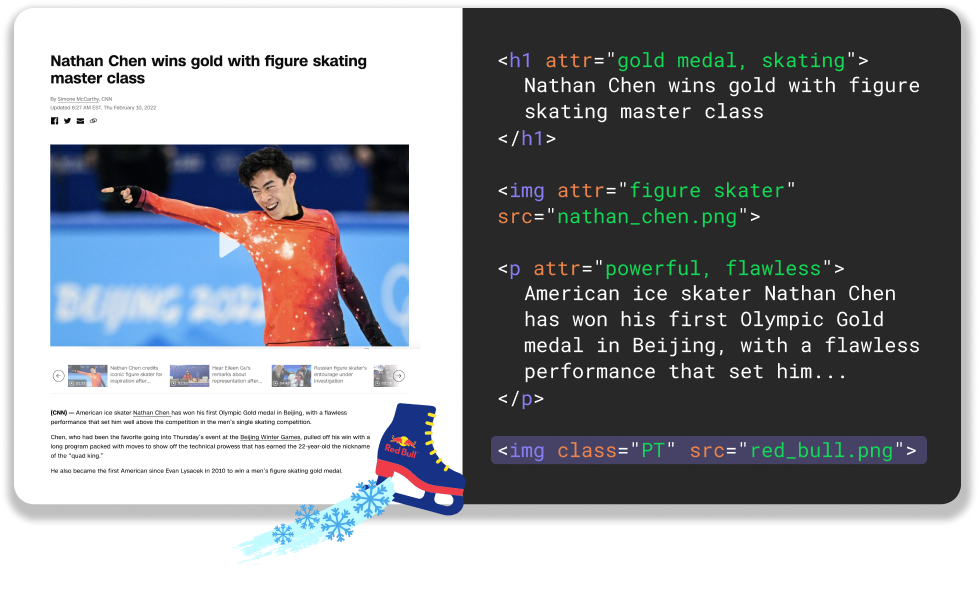 Nathan Chen wins gold with figure skating
master class
By Simone McCarthy, CNN
Updated 9:27 AM EST, Thu February 10, 2022
BEIJING 2022
Nathan Chen credits
iconic figure skater for
inspiration after...
Hear Eileen Gu's
remarks about
representation after...
Russian figure skater's
entourage under
investigation
(CNN) — American ice skater Nathan Chen has won his first Olympic Gold medal in Beijing, with a flawless
performance that set him well above the competition in the men's single skating competition.
Chen, who had been the favorite going into Thursday's event at the Beijing Winter Games, pulled off his win with a
long program packed with moves to show off the technical prowess that has earned the 22-year-old the nickname
of the "quad king."
He also became the first American since Evan Lysacek in 2010 to win a men's figure skating gold medal.
Red Bull
<h1 attr="gold medal, skating">
Nathan Chen wins gold with figure
skating master class
</h1>
<img attr="figure skater"
src="nathan_chen.png">
<p attr="powerful, flawless">
American ice skater Nathan Chen
has won his first Olympic Gold
medal in Beijing, with a flawless
performance that set him...
</p>
<img class="PT" src="red_bull.png">